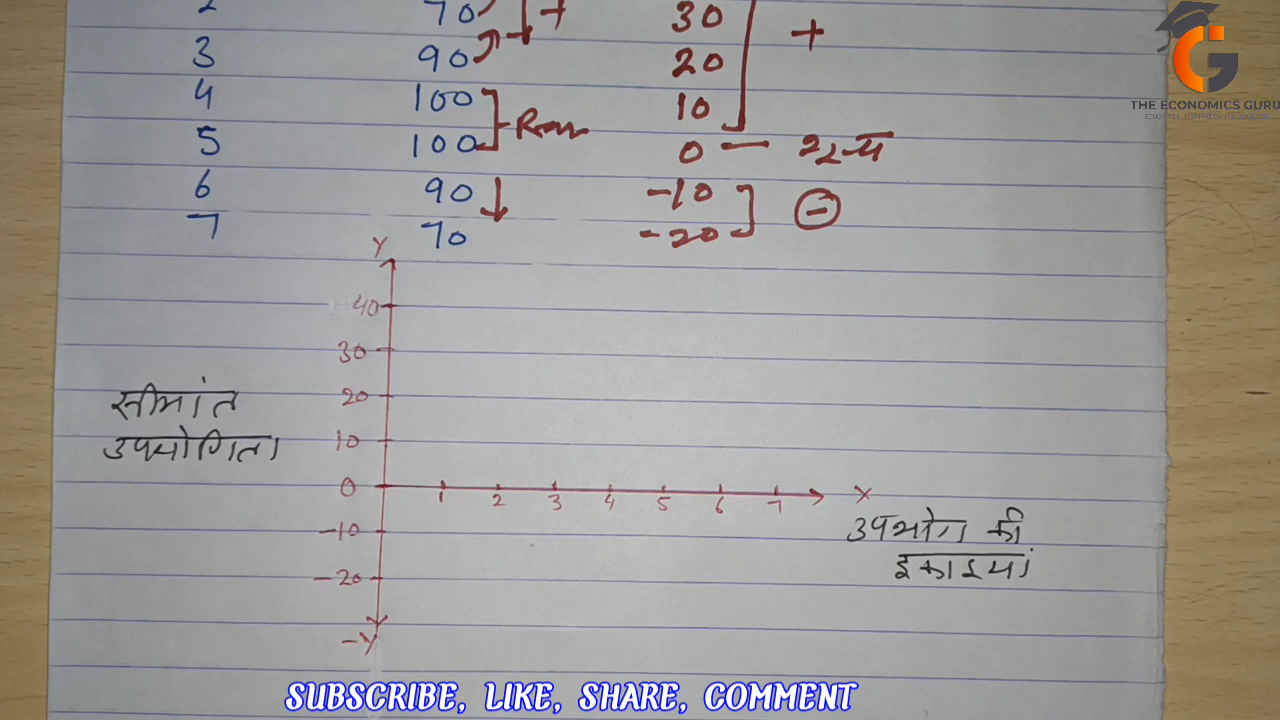 2 70 + 30
3 90 20 +
4 100 10
5 100 0 — शून्य
6 90 -10
7 70 -20 -
Y
40
30
20
10
0
-10
-20
-Y
1 2 3 4 5 6 7 X
सीमांत
उपयोगिता
उपभोग की
इकाइयां
THE ECONOMICS GURU
SUBSCRIBE, LIKE, SHARE, COMMENT